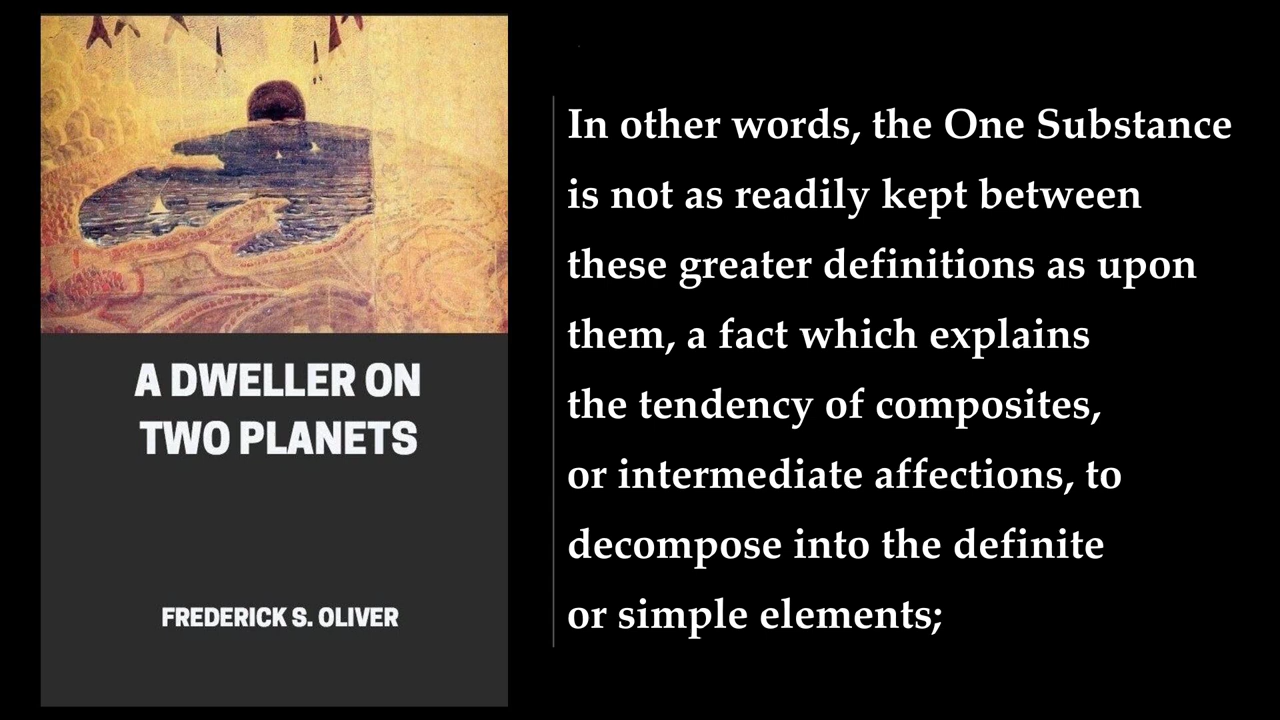 A DWELLER ON
TWO PLANETS
FREDERICK S. OLIVER
In other words, the One Substance
is not as readily kept between
these greater definitions as upon
them, a fact which explains
the tendency of composites,
or intermediate affections, to
decompose into the definite
or simple elements;